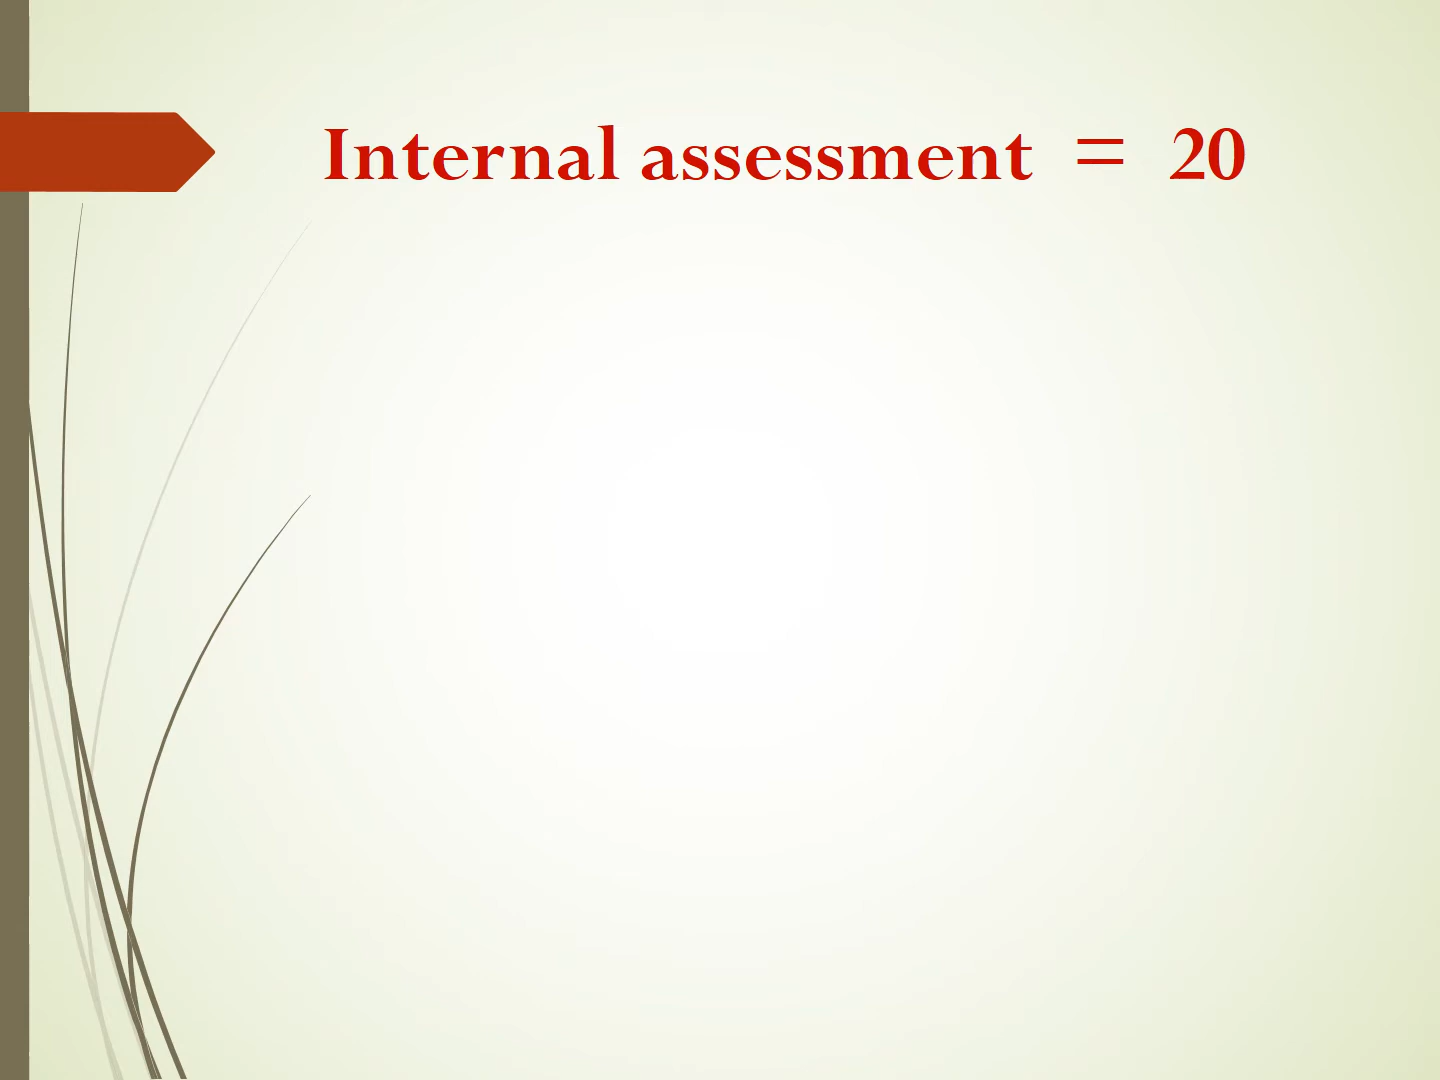 Internal assessment = 20